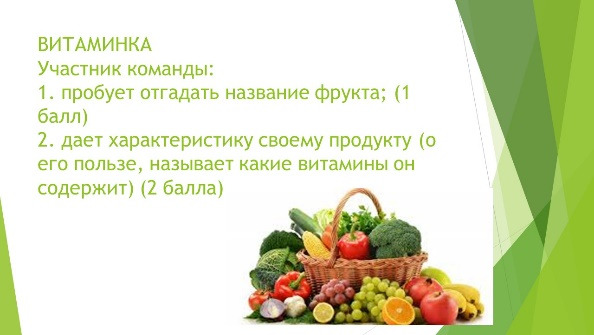 ВИТАМИНКА
Участник команды:
1. пробует отгадать название фрукта; (1
балл)
2. дает характеристику своему продукту (о
его пользе, называет какие витамины он
содержит) (2 балла)